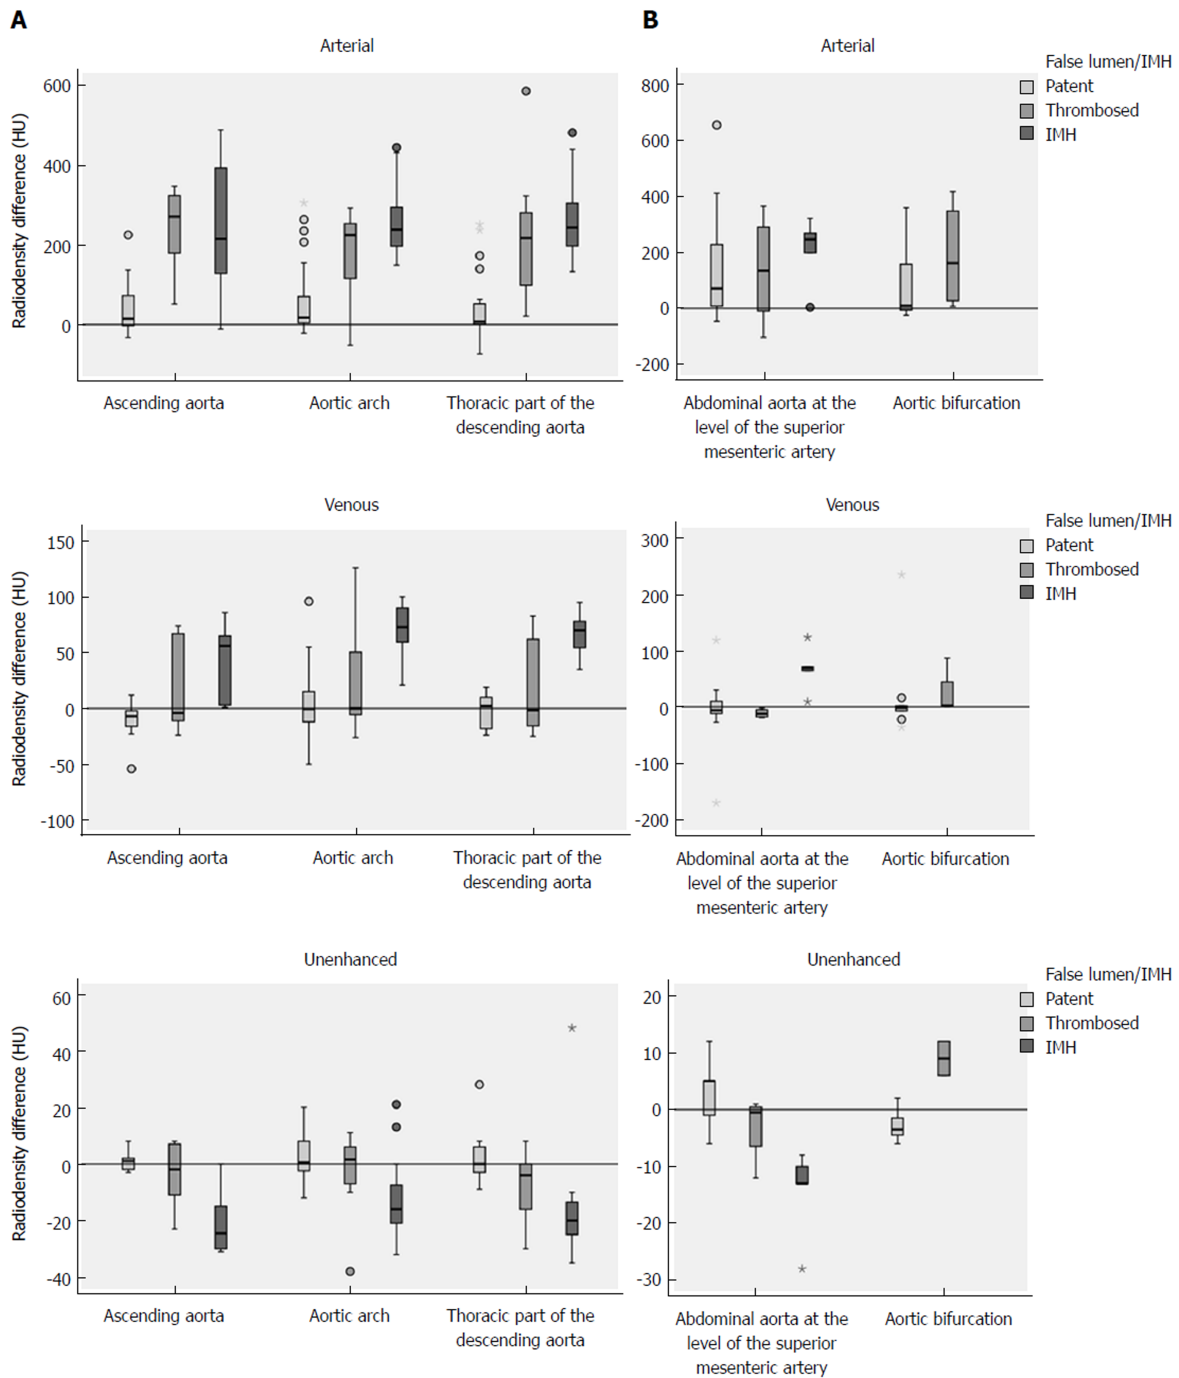 A
B
Arterial
Radiodensity difference (HU)
600
400
200
0
Ascending aorta
Aortic arch
Thoracic part of the
descending aorta
Arterial
800
600
400
200
0
-200
Abdominal aorta at the
level of the superior
mesenteric artery
Aortic bifurcation
False lumen/IMH
Patent
Thrombosed
IMH
Venous
Radiodensity difference (HU)
150
100
50
0
-50
-100
Ascending aorta
Aortic arch
Thoracic part of the
descending aorta
Venous
300
200
100
0
-100
-200
Abdominal aorta at the
level of the superior
mesenteric artery
Aortic bifurcation
False lumen/IMH
Patent
Thrombosed
IMH
Unenhanced
Radiodensity difference (HU)
60
40
20
0
-20
-40
Ascending aorta
Aortic arch
Thoracic part of the
descending aorta
Unenhanced
20
10
0
-10
-20
-30
Abdominal aorta at the
level of the superior
mesenteric artery
Aortic bifurcation
False lumen/IMH
Patent
Thrombosed
IMH